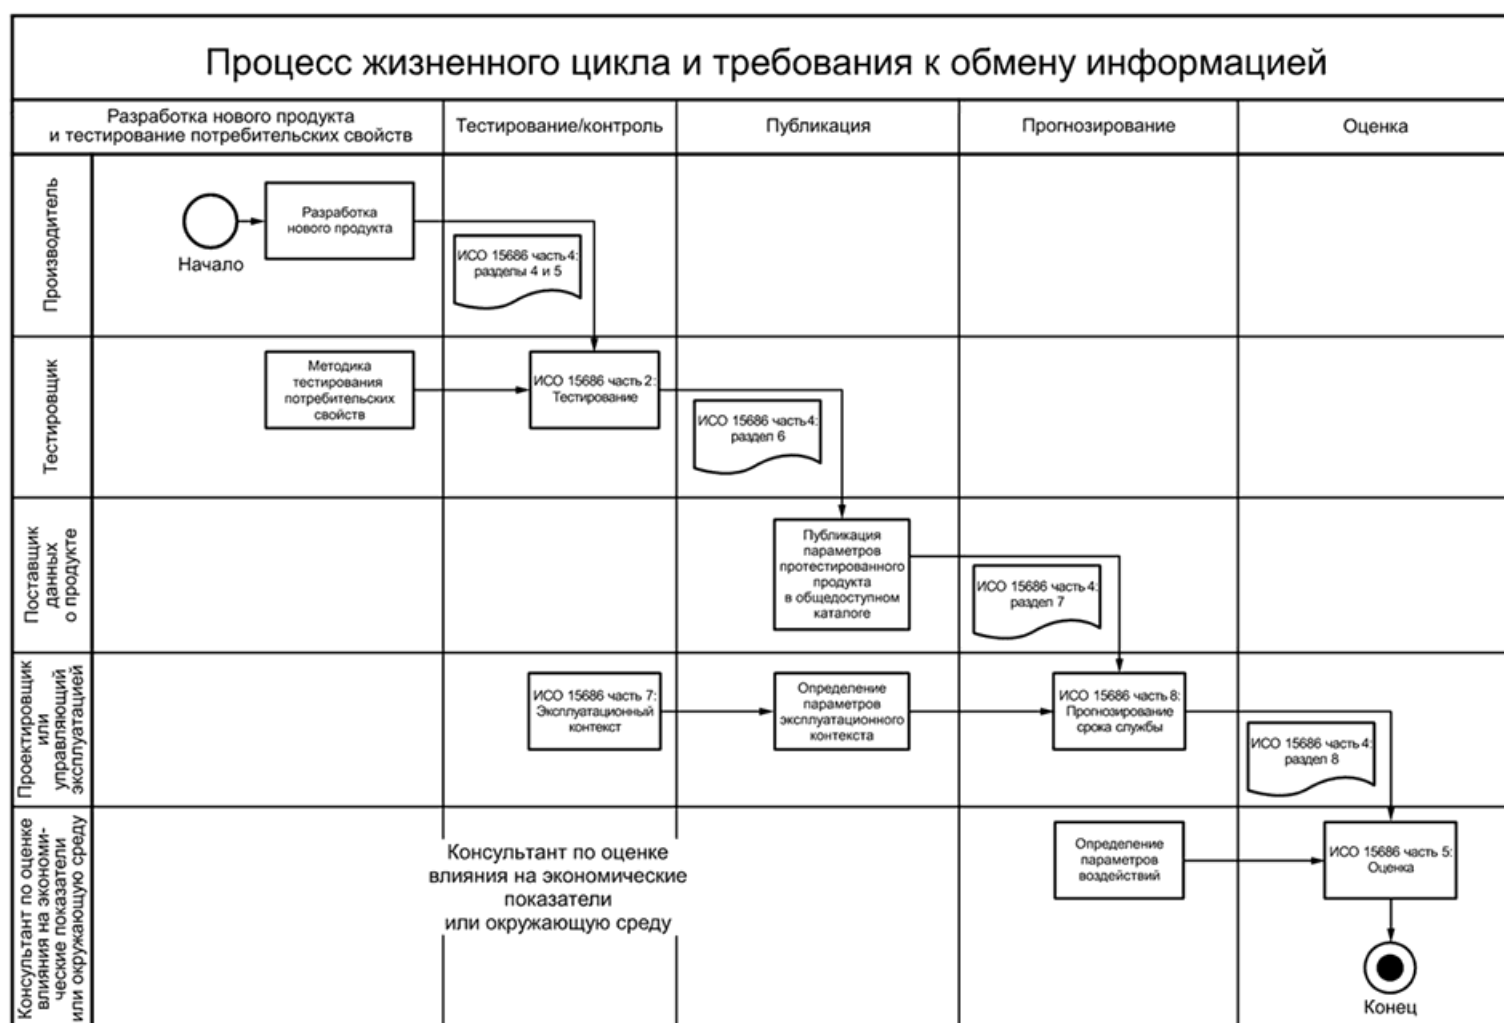 Процесс жизненного цикла и требования к обмену информацией
Разработка нового продукта
и тестирование потребительских свойств
Тестирование/контроль
Публикация
Прогнозирование
Оценка
Производитель
Начало
Разработка
нового продукта
ИСО 15686 часть 4:
разделы 4 и 5
Тестировщик
Методика
тестирования
потребительских
свойств
ИСО 15686 часть 2:
Тестирование
ИСО 15686 часть 4:
раздел 6
Поставщик
данных
о продукте
Публикация
параметров
протестированного
продукта
в общедоступном
каталоге
ИСО 15686 часть 4:
раздел 7
Проектировщик
или
управляющий
эксплуатацией
ИСО 15686 часть 7:
Эксплуатационный
контекст
Определение
параметров
эксплуатационного
контекста
ИСО 15686 часть 8:
Прогнозирование
срока службы
ИСО 15686 часть 4:
раздел 8
Консультант по оценке
влияния на экономи-
ческие показатели
или окружающую среду
Консультант по оценке
влияния на экономические
показатели
или окружающую среду
Определение
параметров
воздействий
ИСО 15686 часть 5:
Оценка
Конец